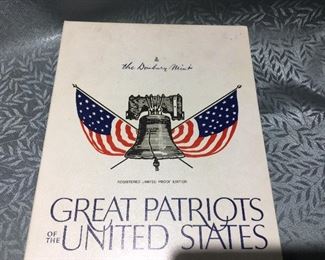 the Danbury Mint
REGISTERED LIMITED PROOF EDITION
GREAT PATRIOTS
OF THE UNITED STATES